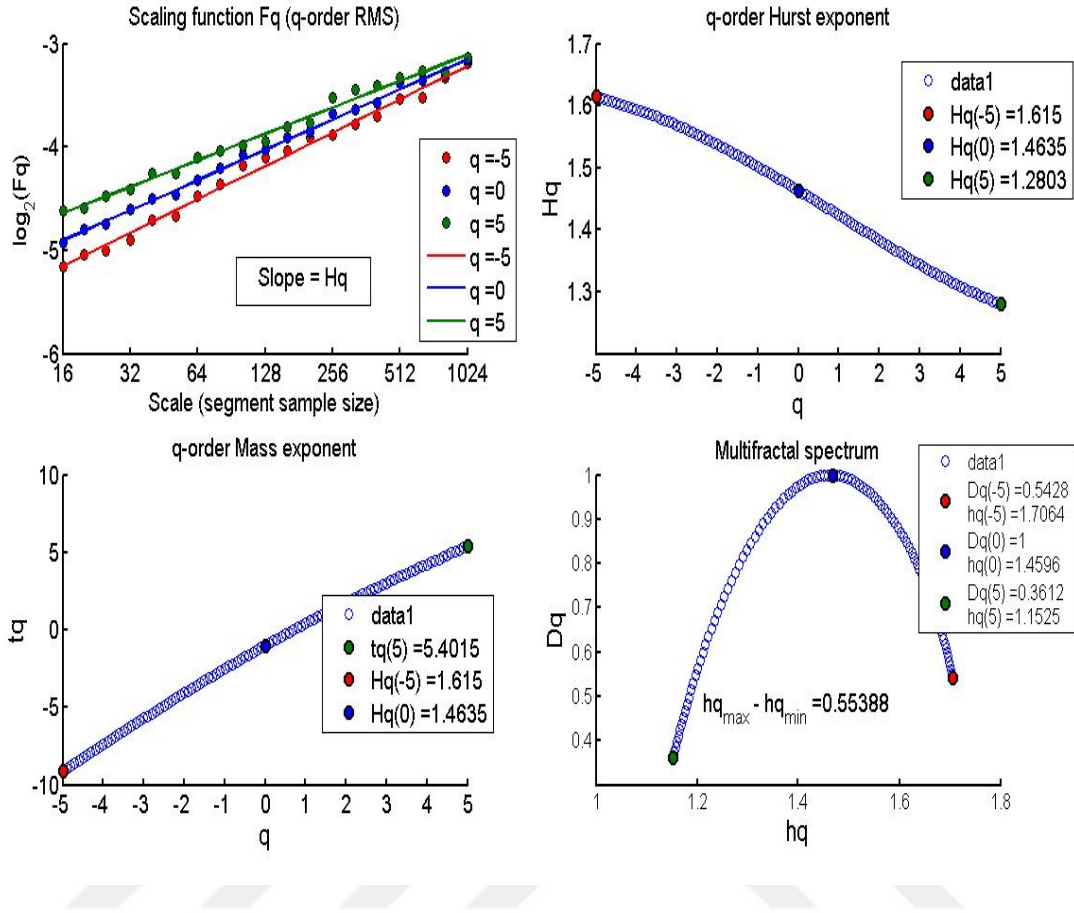 Scaling function Fq (q-order RMS)
-3
-4
-5
-6
log2(Fq)
16 32 64 128 256 512 1024
Scale (segment sample size)
Slope = Hq
q =-5
q =0
q =5
q =-5
q =0
q =5
q-order Hurst exponent
1.7
1.6
1.5
1.4
1.3
Hq
-5 -4 -3 -2 -1 0 1 2 3 4 5
q
data1
Hq(-5) =1.615
Hq(0) =1.4635
Hq(5) =1.2803
q-order Mass exponent
10
5
0
-5
-10
tq
-5 -4 -3 -2 -1 0 1 2 3 4 5
q
data1
tq(5) =5.4015
Hq(-5) =1.615
Hq(0) =1.4635
Multifractal spectrum
1
0.9
0.8
0.7
0.6
0.5
0.4
Dq
1 1.2 1.4 1.6 1.8
hq
hqmax - hqmin =0.55388
data1
Dq(-5) =0.5428
hq(-5) =1.7064
Dq(0) =1
hq(0) =1.4596
Dq(5) =0.3612
hq(5) =1.1525